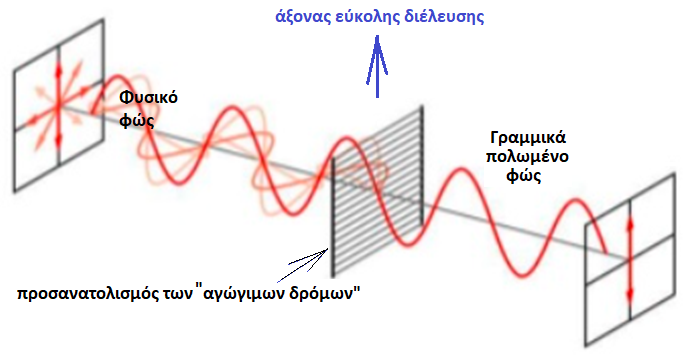 άξονας εύκολης διέλευσης
Φυσικό
φώς
Γραμμικά
πολωμένο
φώς
προσανατολισμός των "αγώγιμων δρόμων"